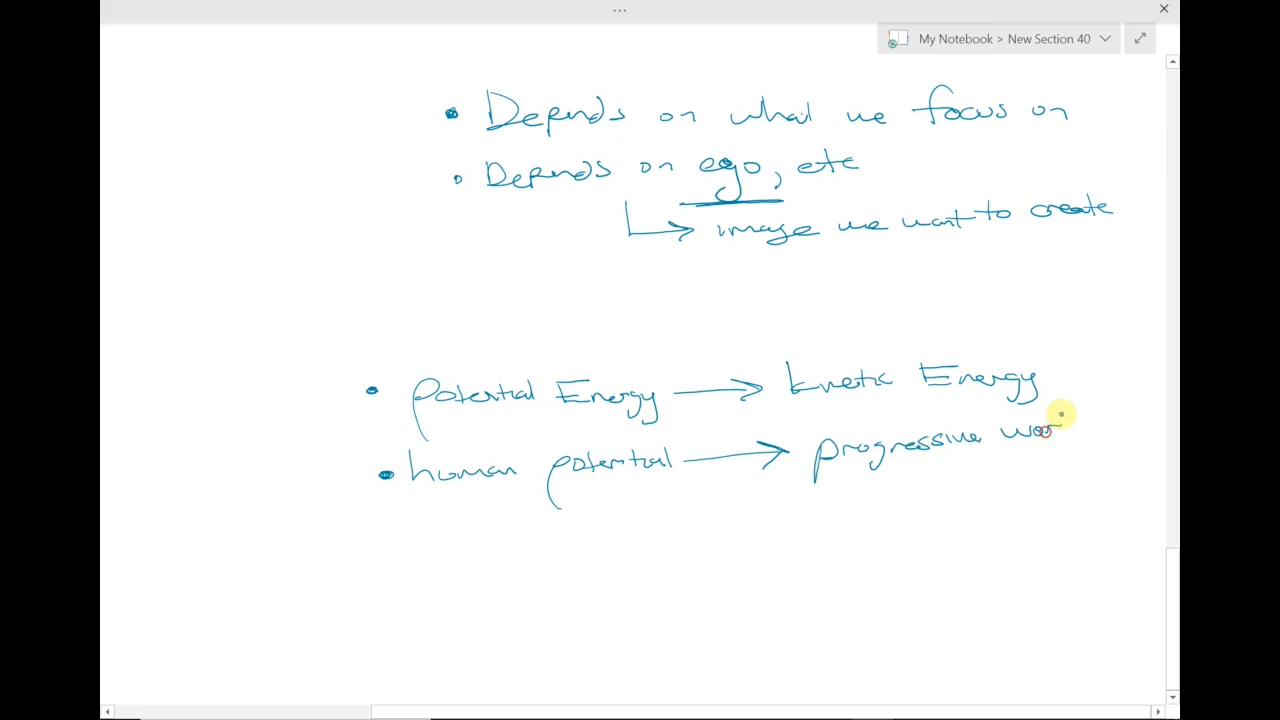 My Notebook > New Section 40
• Depends on what we focus on
• Depends on ego, etc
↳ image we want to create
• potential Energy → kinetic Energy
• human potential → progressive wor